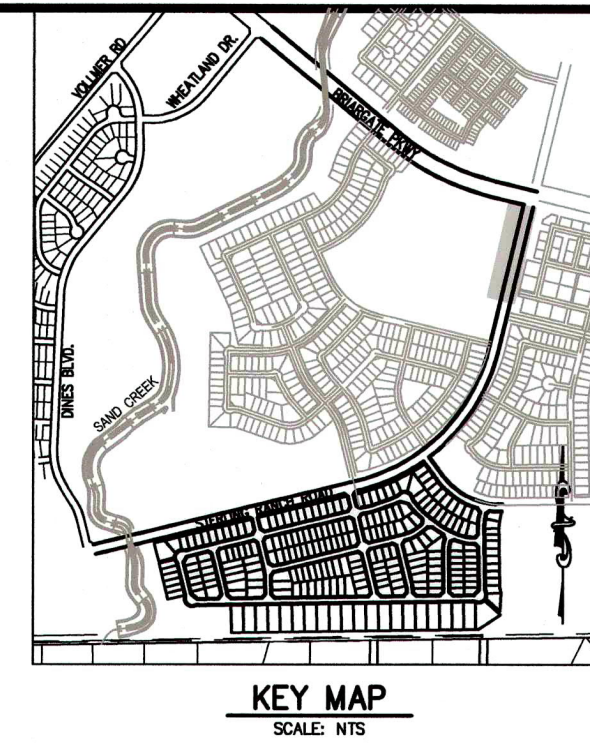 VOLLMER RD
WHEATLAND DR.
BRIARGATE PKWY
DINES BLVD.
SAND CREEK
STERLING RANCH ROAD
KEY MAP
SCALE: NTS